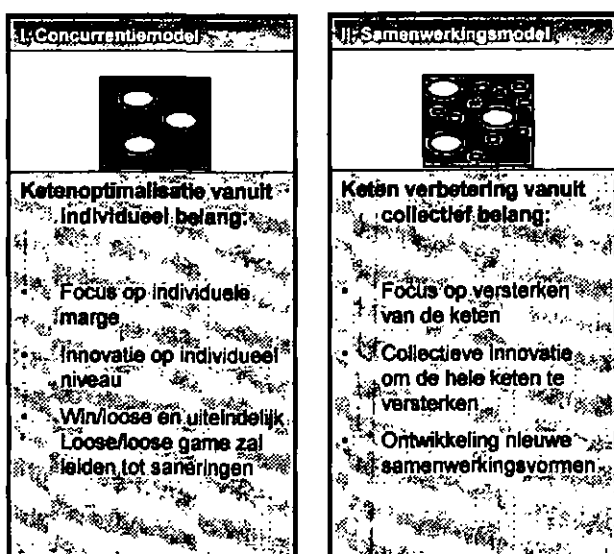 I. Concurrentiemodel
Ketenoptimalisatie vanuit
individueel belang:
• Focus op individuele
marge
• Innovatie op individueel
niveau
• Win/loose en uiteindelijk
Loose/loose game zal
leiden tot saneringen
II. Samenwerkingsmodel
Keten verbetering vanuit
collectief belang:
• Focus op versterken
van de keten
• Collectieve innovatie
om de hele keten te
versterken
• Ontwikkeling nieuwe
samenwerkingsvormen